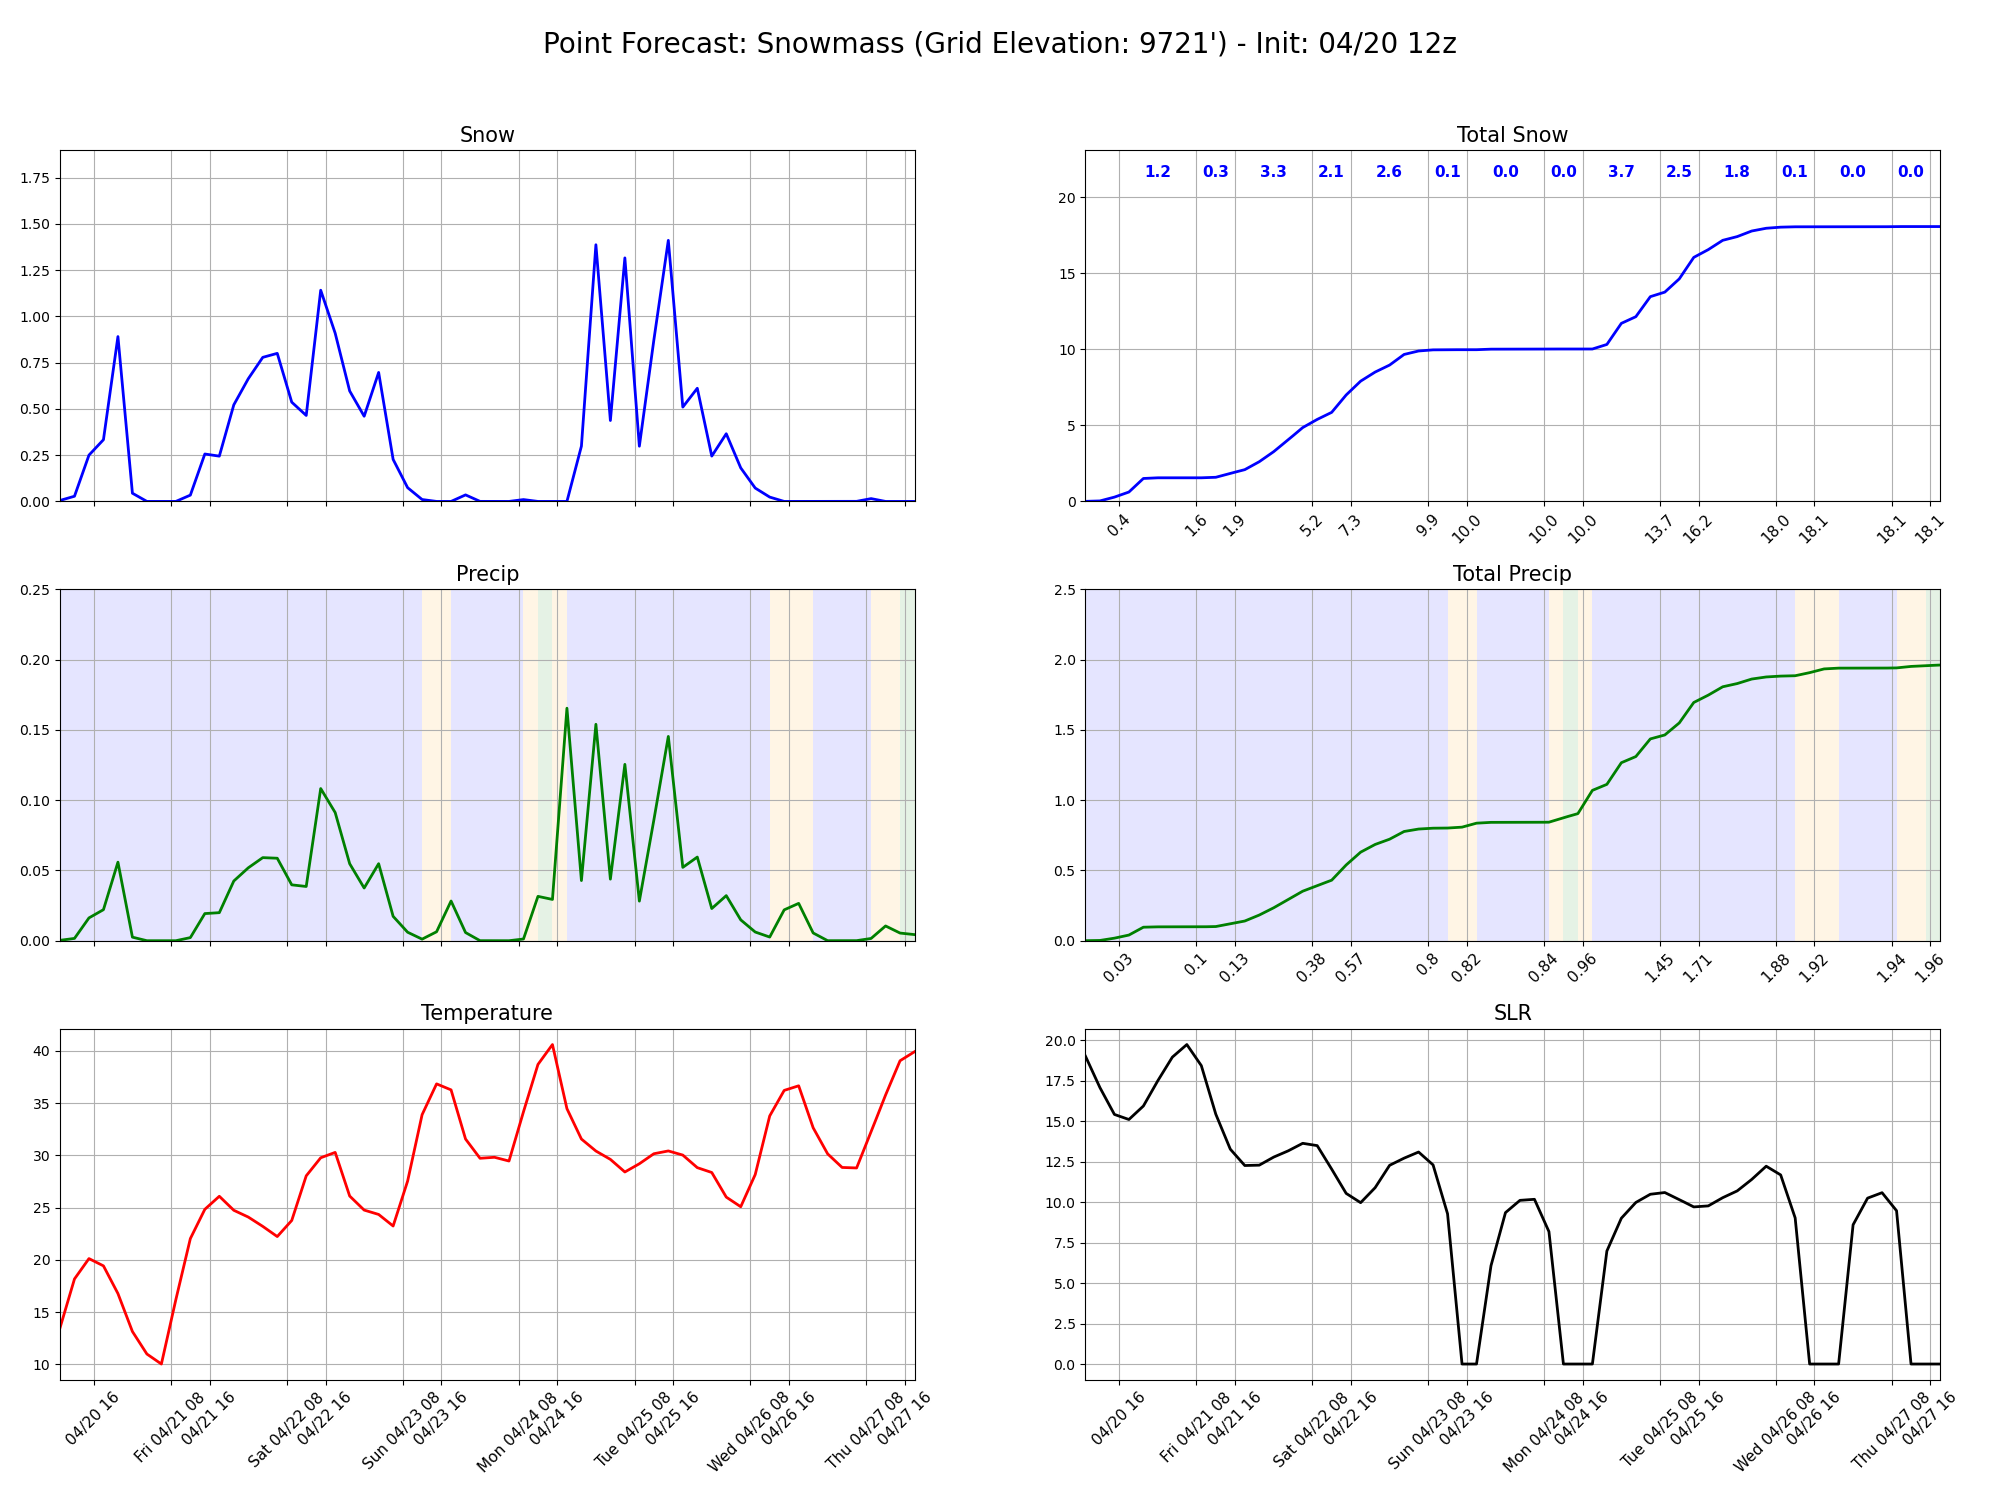 Point Forecast: Snowmass (Grid Elevation: 9721') - Init: 04/20 12z
Snow
1.75
1.50
1.25
1.00
0.75
0.50
0.25
0.00
Total Snow
1.2 0.3 3.3 2.1 2.6 0.1 0.0 0.0 3.7 2.5 1.8 0.1 0.0 0.0
20
15
10
5
0
0.4 1.6 1.9 5.2 7.3 9.9 10.0 10.0 10.0 13.7 16.2 18.0 18.1 18.1 18.1
Precip
0.25
0.20
0.15
0.10
0.05
0.00
Total Precip
2.5
2.0
1.5
1.0
0.5
0.0
0.03 0.1 0.13 0.38 0.57 0.8 0.82 0.84 0.96 1.45 1.71 1.88 1.92 1.94 1.96
Temperature
40
35
30
25
20
15
10
04/20 16
Fri 04/21 08
04/21 16
Sat 04/22 08
04/22 16
Sun 04/23 08
04/23 16
Mon 04/24 08
04/24 16
Tue 04/25 08
04/25 16
Wed 04/26 08
04/26 16
Thu 04/27 08
04/27 16
SLR
20.0
17.5
15.0
12.5
10.0
7.5
5.0
2.5
0.0
04/20 16
Fri 04/21 08
04/21 16
Sat 04/22 08
04/22 16
Sun 04/23 08
04/23 16
Mon 04/24 08
04/24 16
Tue 04/25 08
04/25 16
Wed 04/26 08
04/26 16
Thu 04/27 08
04/27 16